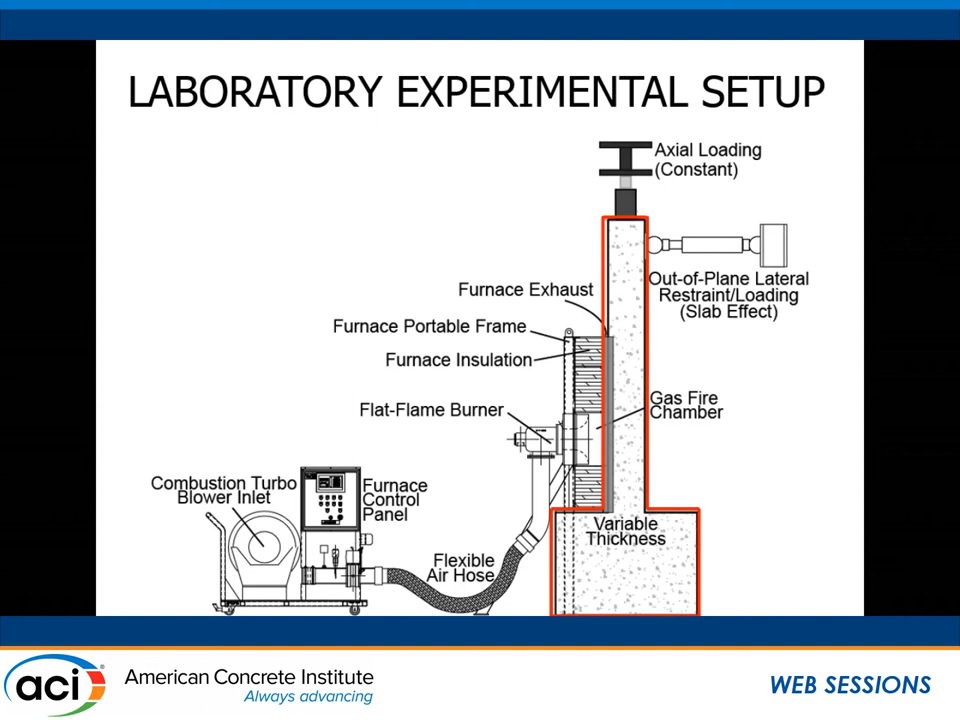 LABORATORY EXPERIMENTAL SETUP
Axial Loading
(Constant)
Out-of-Plane Lateral
Restraint/Loading
(Slab Effect)
Furnace Exhaust
Furnace Portable Frame
Furnace Insulation
Flat-Flame Burner
Gas Fire
Chamber
Combustion Turbo
Blower Inlet
Furnace
Control
Panel
Variable
Thickness
Flexible
Air Hose
aci
American Concrete Institute
Always advancing
WEB SESSIONS